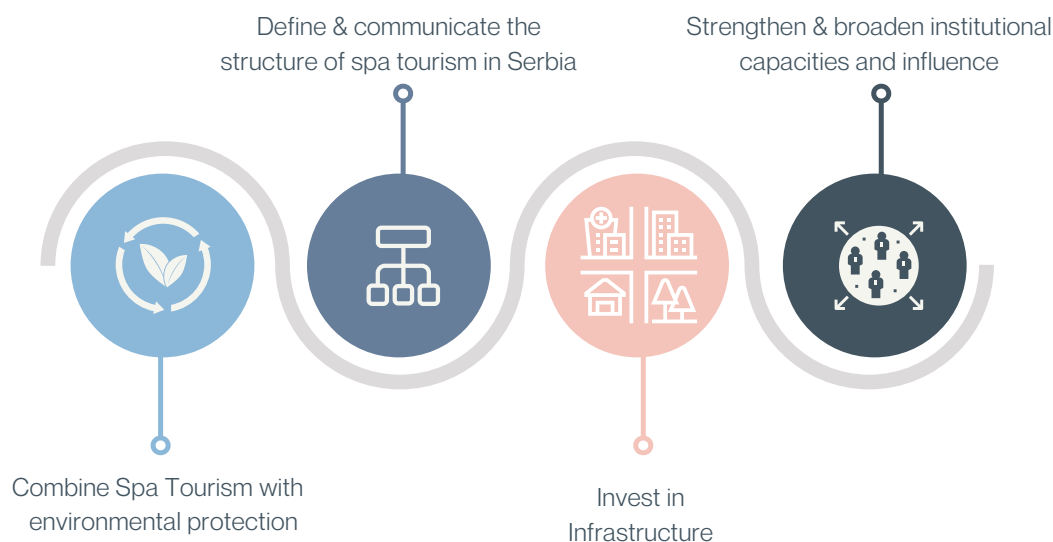 Define & communicate the
structure of spa tourism in Serbia
Strengthen & broaden institutional
capacities and influence
Combine Spa Tourism with
environmental protection
Invest in
Infrastructure